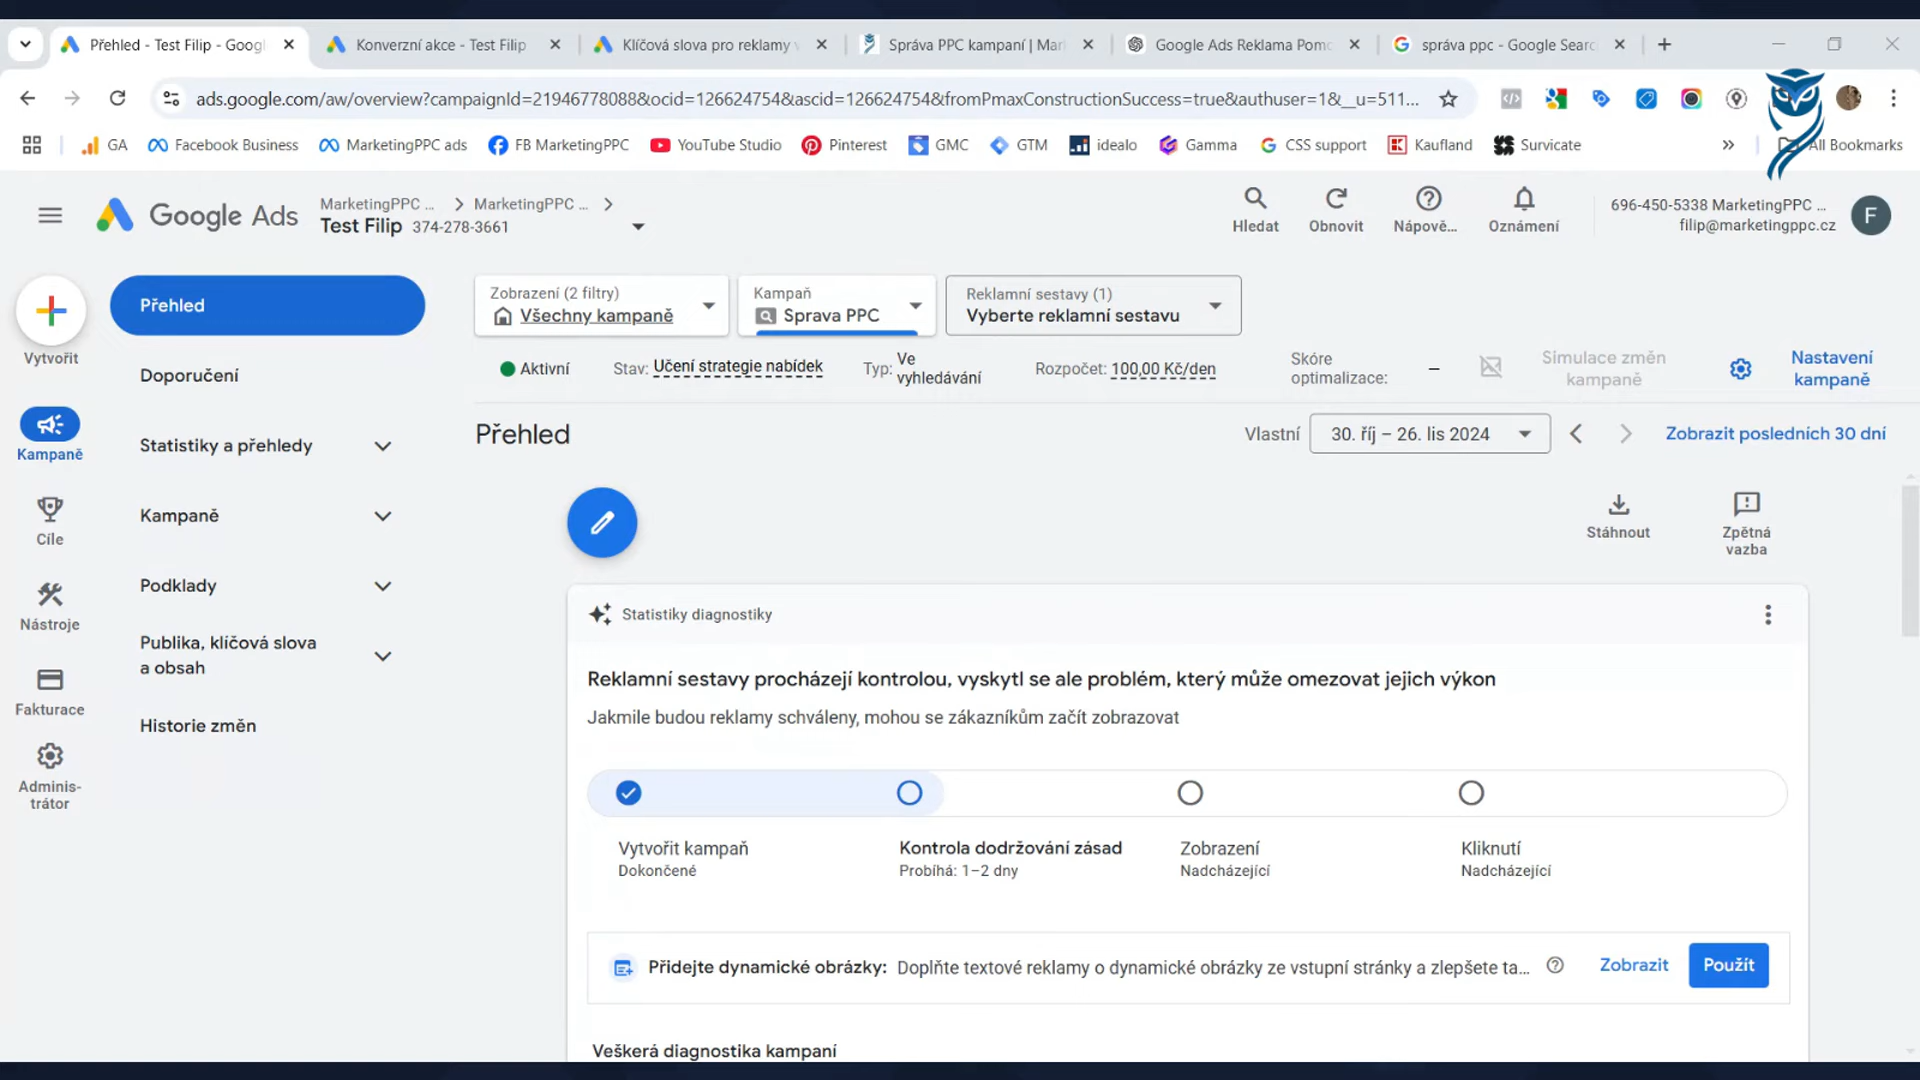 Přehled - Test Filip - Googl
Konverzní akce - Test Filip
Klíčová slova pro reklamy v
Správa PPC kampaní | Mar
Google Ads Reklama Pomo
správa ppc - Google Searc
ads.google.com/aw/overview?campaignId=21946778088&ocid=126624754&ascid=126624754&fromPmaxConstructionSuccess=true&authuser=1&__u=511...
GA
Facebook Business
MarketingPPC ads
FB MarketingPPC
YouTube Studio
Pinterest
GMC
GTM
idealo
Gamma
CSS support
Kaufland
Survicate
All Bookmarks
Google Ads
MarketingPPC ...
MarketingPPC ...
Test Filip 374-278-3661
Hledat
Obnovit
Nápově...
Oznámení
696-450-5338 MarketingPPC ...
filip@marketingppc.cz
F
Vytvořit
Kampaně
Cíle
Nástroje
Fakturace
Adminis-
trátor
Přehled
Doporučení
Statistiky a přehledy
Kampaně
Podklady
Publika, klíčová slova
a obsah
Historie změn
Zobrazení (2 filtry)
Všechny kampaně
Kampaň
Sprava PPC
Reklamní sestavy (1)
Vyberte reklamní sestavu
Aktivní
Stav: Učení strategie nabídek
Typ: Ve
vyhledávání
Rozpočet: 100,00 Kč/den
Skóre
optimalizace:
–
Simulace změn
kampaně
Nastavení
kampaně
Přehled
Vlastní
30. říj – 26. lis 2024
Zobrazit posledních 30 dní
Stáhnout
Zpětná
vazba
Statistiky diagnostiky
Reklamní sestavy procházejí kontrolou, vyskytl se ale problém, který může omezovat jejich výkon
Jakmile budou reklamy schváleny, mohou se zákazníkům začít zobrazovat
Vytvořit kampaň
Dokončené
Kontrola dodržování zásad
Probíhá: 1–2 dny
Zobrazení
Nadcházející
Kliknutí
Nadcházející
Přidejte dynamické obrázky: Doplňte textové reklamy o dynamické obrázky ze vstupní stránky a zlepšete ta...
Zobrazit
Použít
Veškerá diagnostika kampaní